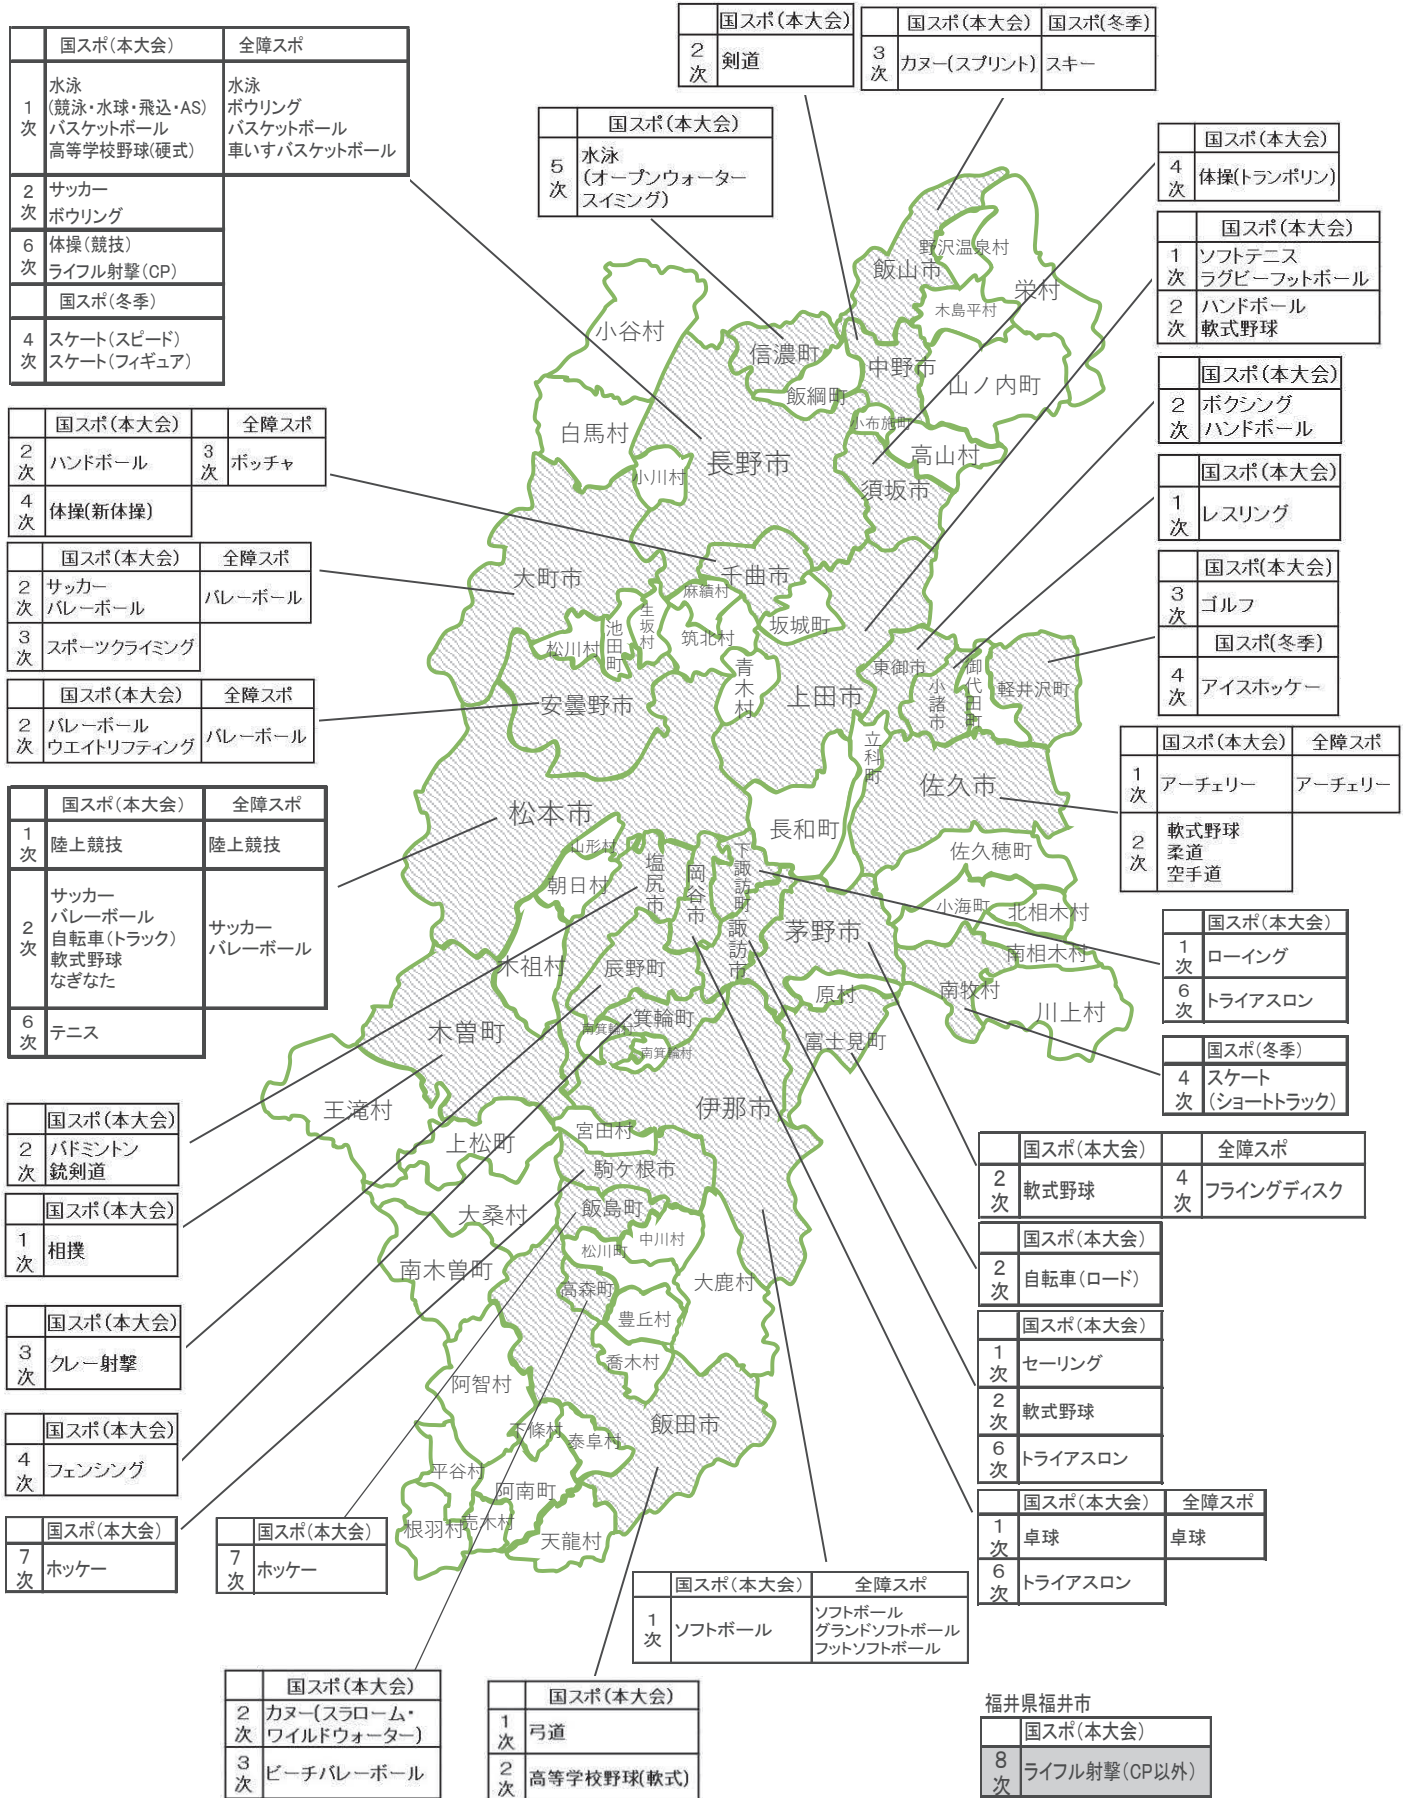 国スポ(本大会) 全障スポ
1次
水泳
(競泳・水球・飛込・AS)
バスケットボール
高等学校野球(硬式)
水泳
ボウリング
バスケットボール
車いすバスケットボール
2次
サッカー
ボウリング
6次
体操(競技)
ライフル射撃(CP)
国スポ(冬季)
4次
スケート(スピード)
スケート(フィギュア)
国スポ(本大会)
2次 剣道
国スポ(本大会) 国スポ(冬季)
3次 カヌー(スプリント) スキー
国スポ(本大会)
5次
水泳
(オープンウォーター
スイミング)
国スポ(本大会)
4次 体操(トランポリン)
国スポ(本大会)
1次
ソフトテニス
ラグビーフットボール
2次
ハンドボール
軟式野球
国スポ(本大会)
2次
ボクシング
ハンドボール
国スポ(本大会)
1次 レスリング
国スポ(本大会)
3次 ゴルフ
国スポ(冬季)
4次 アイスホッケー
国スポ(本大会) 全障スポ
1次 アーチェリー アーチェリー
2次
軟式野球
柔道
空手道
国スポ(本大会)
1次 ローイング
6次 トライアスロン
国スポ(冬季)
4次
スケート
(ショートトラック)
国スポ(本大会) 全障スポ
2次 軟式野球 4次 フライングディスク
国スポ(本大会)
2次 自転車(ロード)
国スポ(本大会)
1次 セーリング
2次 軟式野球
6次 トライアスロン
国スポ(本大会) 全障スポ
1次 卓球 卓球
6次 トライアスロン
国スポ(本大会) 全障スポ
2次 ハンドボール 3次 ボッチャ
4次 体操(新体操)
国スポ(本大会) 全障スポ
2次
サッカー
バレーボール
バレーボール
3次 スポーツクライミング
国スポ(本大会) 全障スポ
2次
バレーボール
ウエイトリフティング
バレーボール
国スポ(本大会) 全障スポ
1次 陸上競技 陸上競技
2次
サッカー
バレーボール
自転車(トラック)
軟式野球
なぎなた
サッカー
バレーボール
6次 テニス
国スポ(本大会)
2次
バドミントン
銃剣道
国スポ(本大会)
1次 相撲
国スポ(本大会)
3次 クレー射撃
国スポ(本大会)
4次 フェンシング
国スポ(本大会)
7次 ホッケー
国スポ(本大会)
7次 ホッケー
国スポ(本大会) 全障スポ
1次 ソフトボール
ソフトボール
グランドソフトボール
フットソフトボール
国スポ(本大会)
2次
カヌー(スラローム・
ワイルドウォーター)
3次 ビーチバレーボール
国スポ(本大会)
1次 弓道
2次 高等学校野球(軟式)
福井県福井市
国スポ(本大会)
8次 ライフル射撃(CP以外)
野沢温泉村
飯山市
栄村
木島平村
小谷村
信濃町
中野市
飯綱町
山ノ内町
小布施町
白馬村
高山村
長野市
小川村
須坂市
大町市
千曲市
麻績村
生坂村
池田町
坂城町
筑北村
松川村
青木村
東御市
御代田町
軽井沢町
小諸市
安曇野市
上田市
立科町
佐久市
松本市
長和町
山形村
塩尻市
岡谷市
下諏訪町
佐久穂町
朝日村
小海町
北相木村
諏訪市
茅野市
南相木村
木祖村
辰野町
南牧村
原村
川上村
箕輪町
南箕輪村
南箕輪村
木曽町
富士見町
王滝村
伊那市
宮田村
上松町
駒ケ根市
飯島町
大桑村
中川村
松川町
南木曽町
高森町
大鹿村
豊丘村
喬木村
阿智村
飯田市
下條村
泰阜村
平谷村
阿南町
根羽村
売木村
天龍村